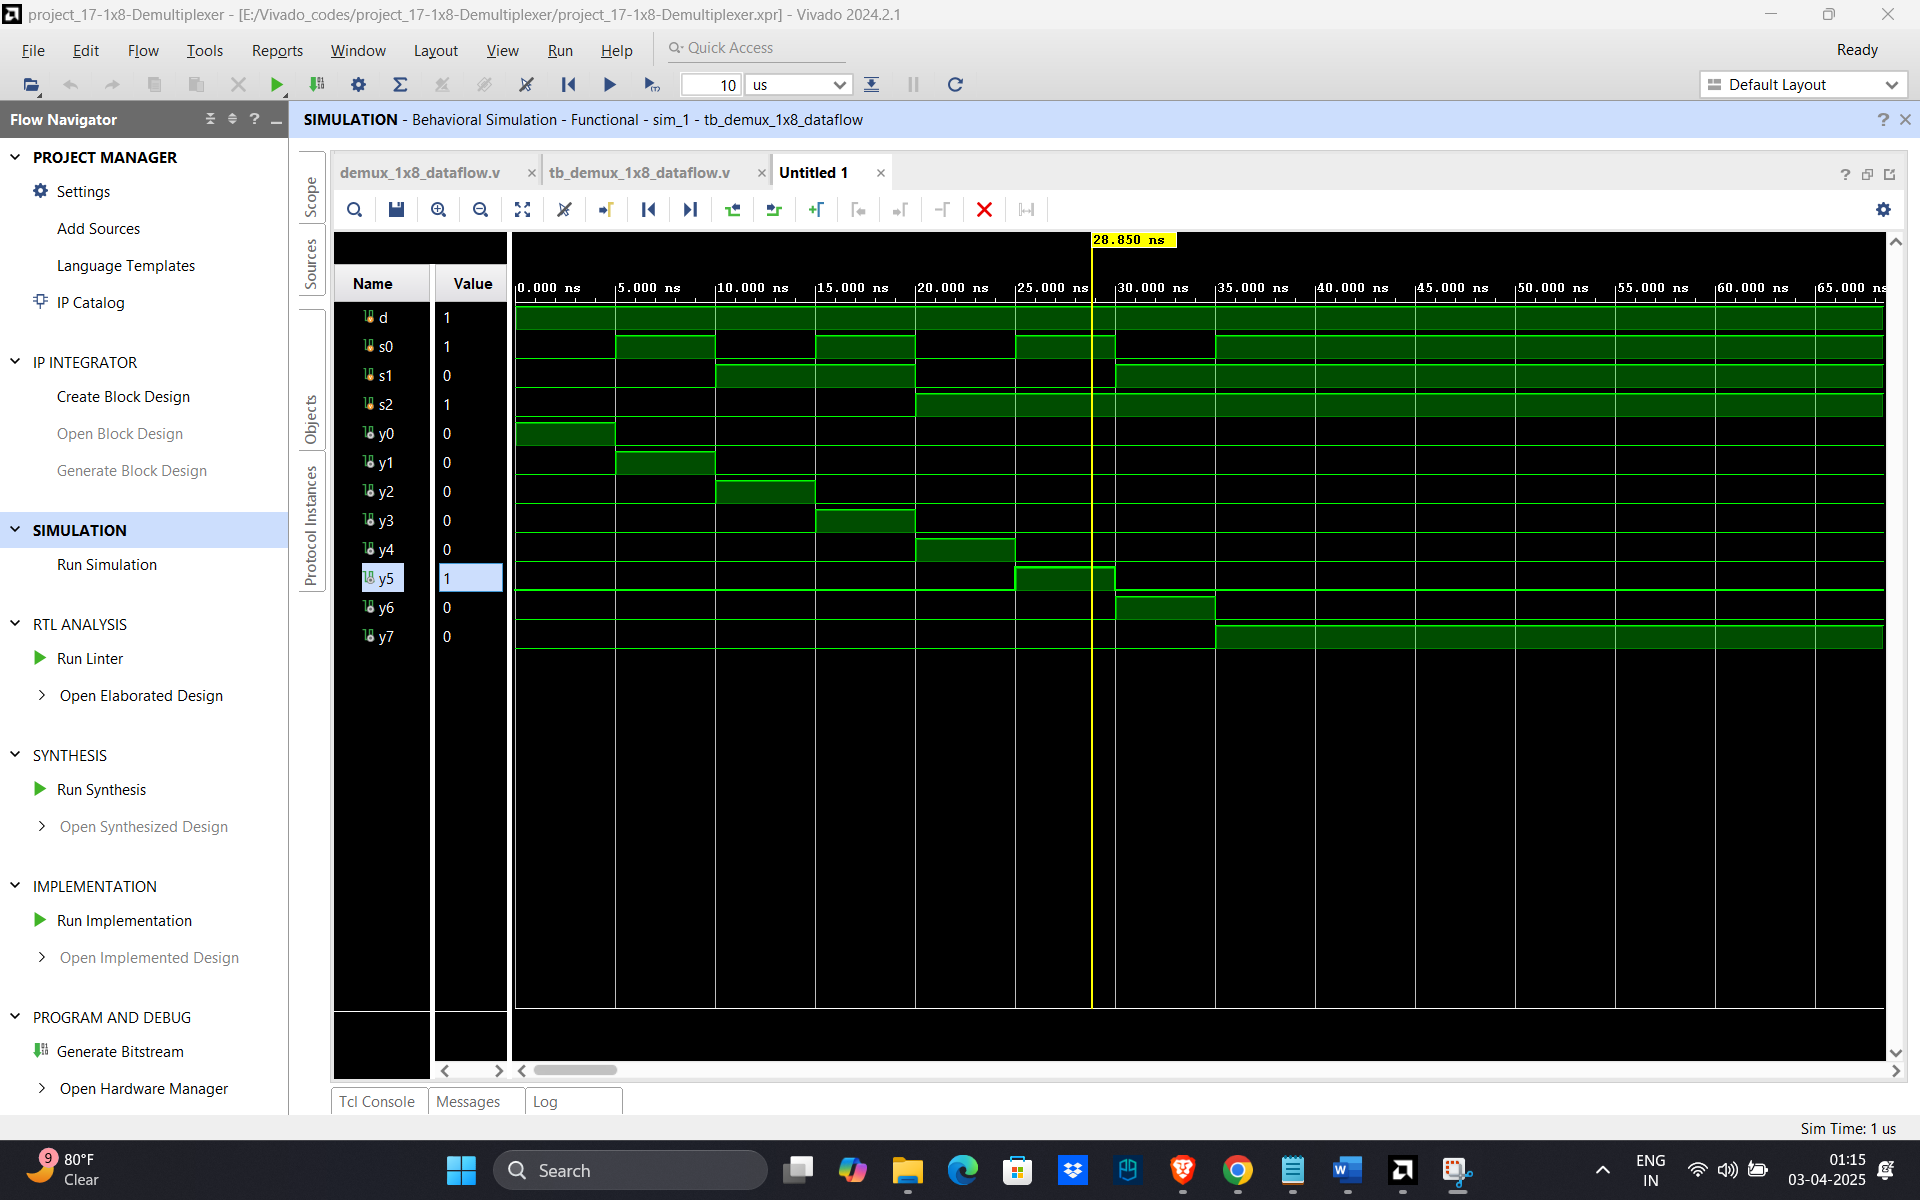 project_17-1x8-Demultiplexer - [E:/Vivado_codes/project_17-1x8-Demultiplexer/project_17-1x8-Demultiplexer.xpr] - Vivado 2024.2.1
File Edit Flow Tools Reports Window Layout View Run Help Quick Access Ready
10 us Default Layout
Flow Navigator
SIMULATION - Behavioral Simulation - Functional - sim_1 - tb_demux_1x8_dataflow
PROJECT MANAGER
Settings
Add Sources
Language Templates
IP Catalog
IP INTEGRATOR
Create Block Design
Open Block Design
Generate Block Design
SIMULATION
Run Simulation
RTL ANALYSIS
Run Linter
Open Elaborated Design
SYNTHESIS
Run Synthesis
Open Synthesized Design
IMPLEMENTATION
Run Implementation
Open Implemented Design
PROGRAM AND DEBUG
Generate Bitstream
Open Hardware Manager
Scope
Sources
Objects
Protocol Instances
demux_1x8_dataflow.v tb_demux_1x8_dataflow.v Untitled 1
28.850 ns
Name Value
0.000 ns 5.000 ns 10.000 ns 15.000 ns 20.000 ns 25.000 ns 30.000 ns 35.000 ns 40.000 ns 45.000 ns 50.000 ns 55.000 ns 60.000 ns 65.000 ns
d 1
s0 1
s1 0
s2 1
y0 0
y1 0
y2 0
y3 0
y4 0
y5 1
y6 0
y7 0
Tcl Console Messages Log
Sim Time: 1 us
9
80°F
Clear
Search
ENG
IN
01:15
03-04-2025